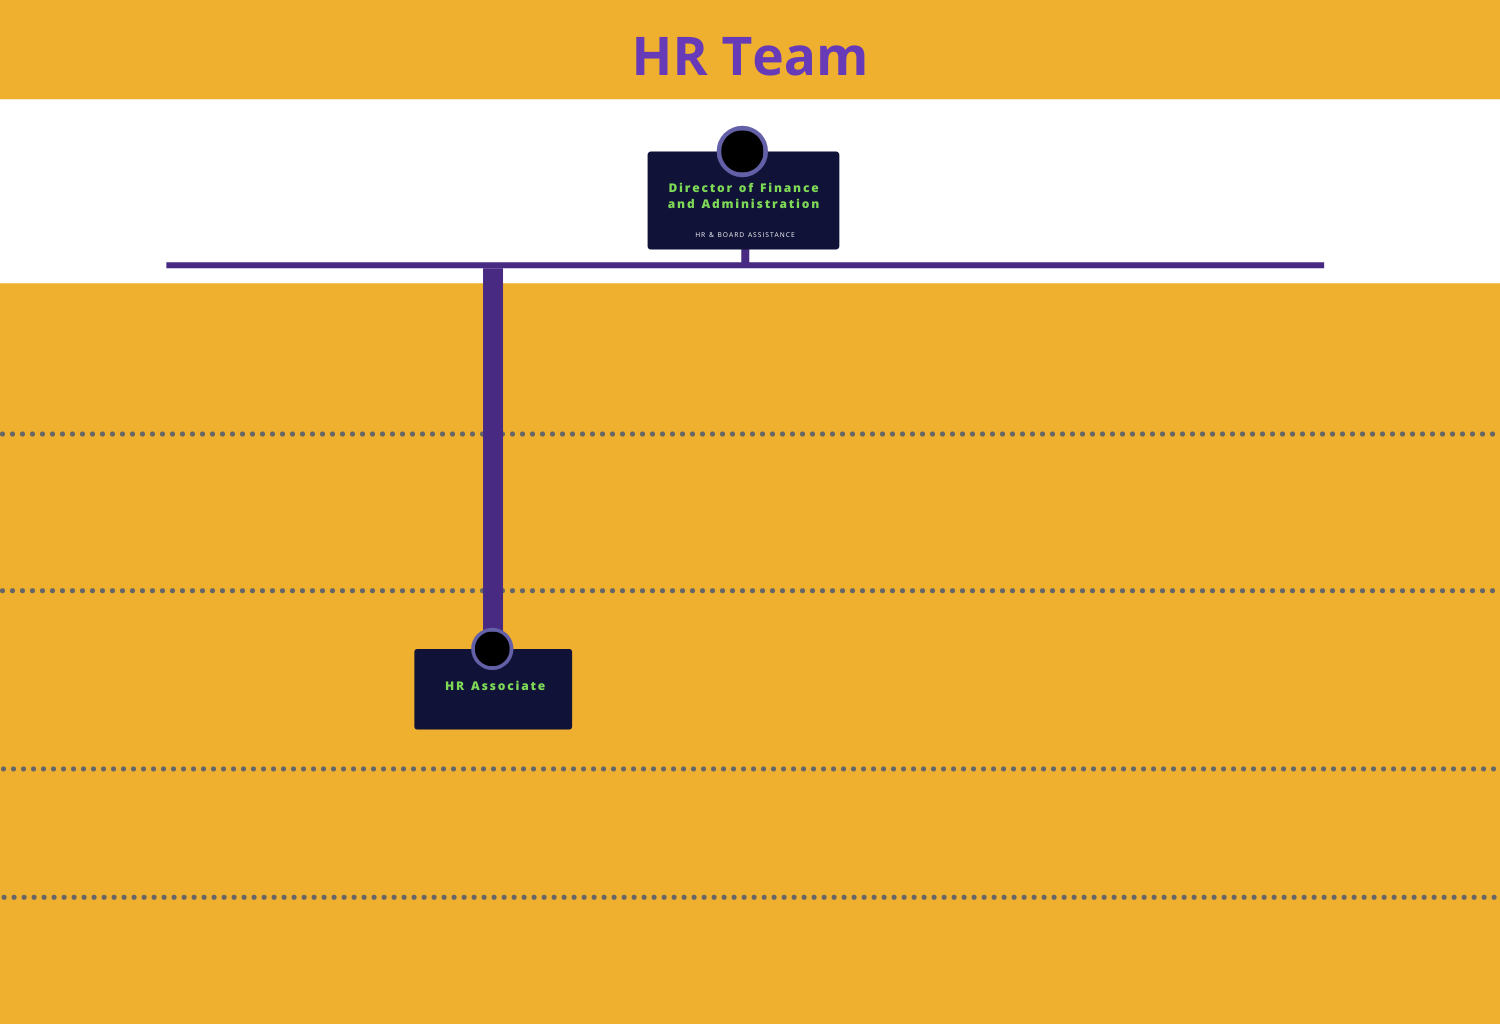 HR Team
Director of Finance
and Administration
HR & BOARD ASSISTANCE
HR Associate